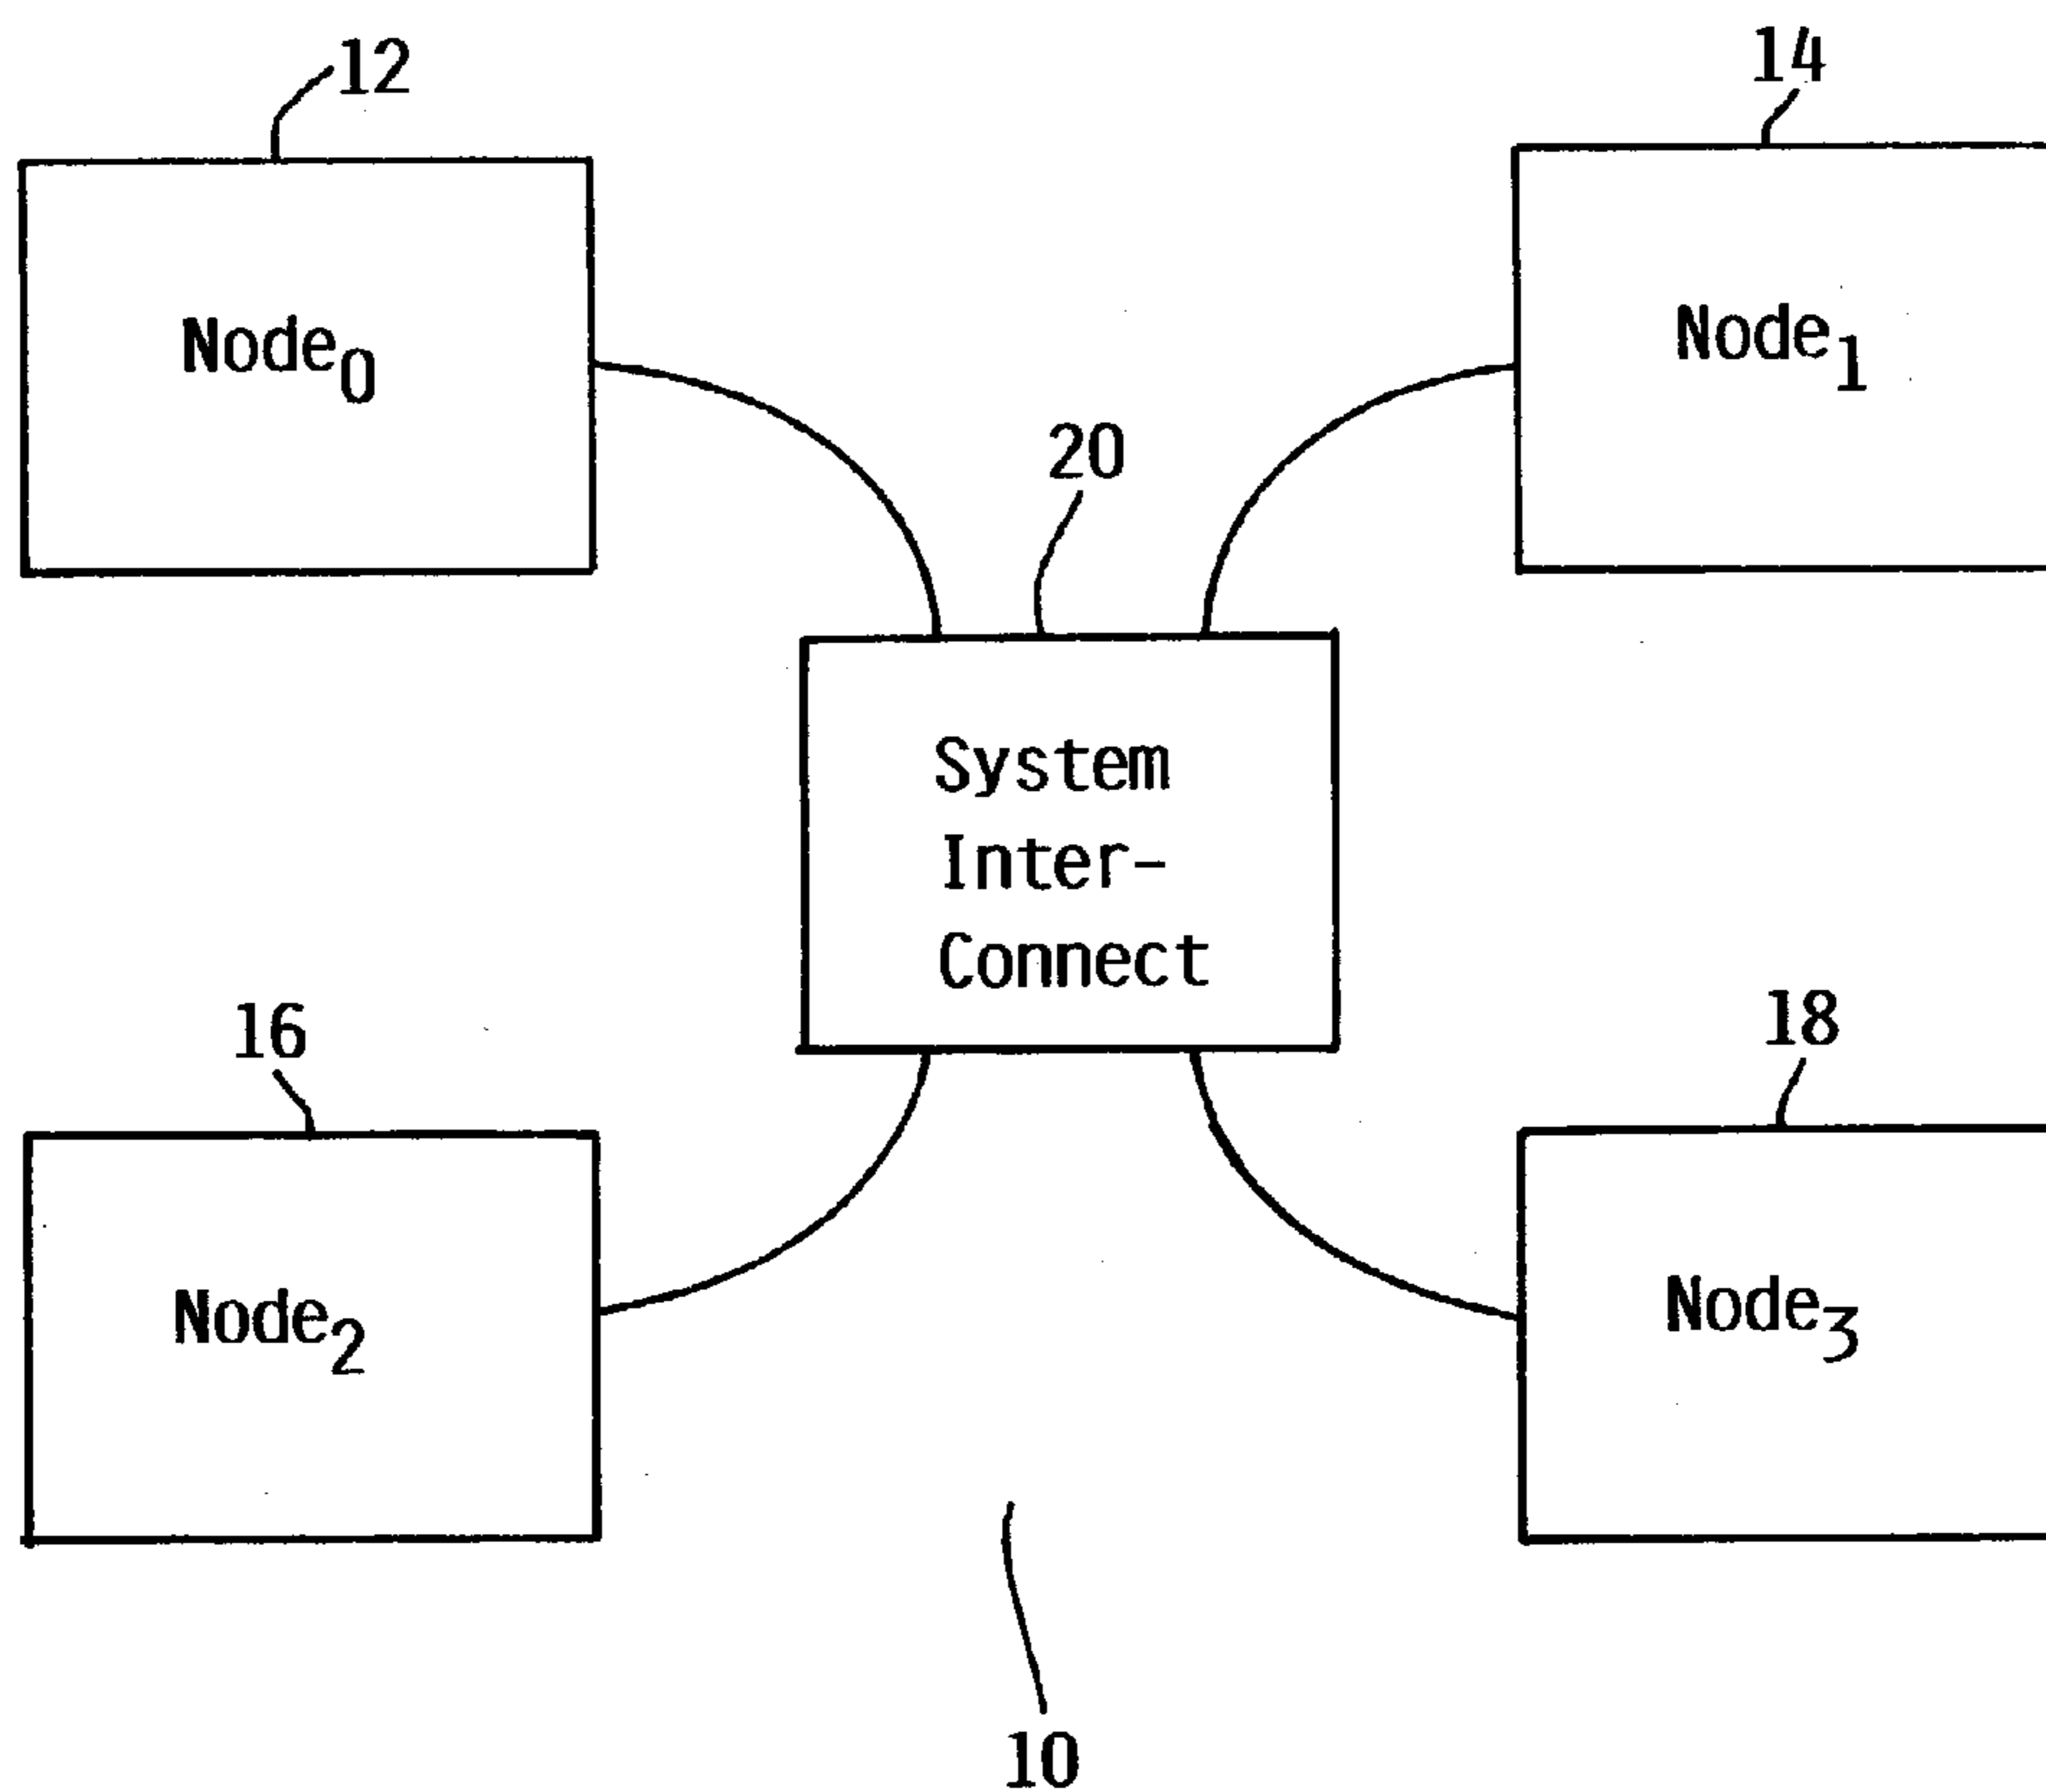 12
14
Node0
Node1
20
System
Inter-
Connect
16
18
Node2
Node3
10